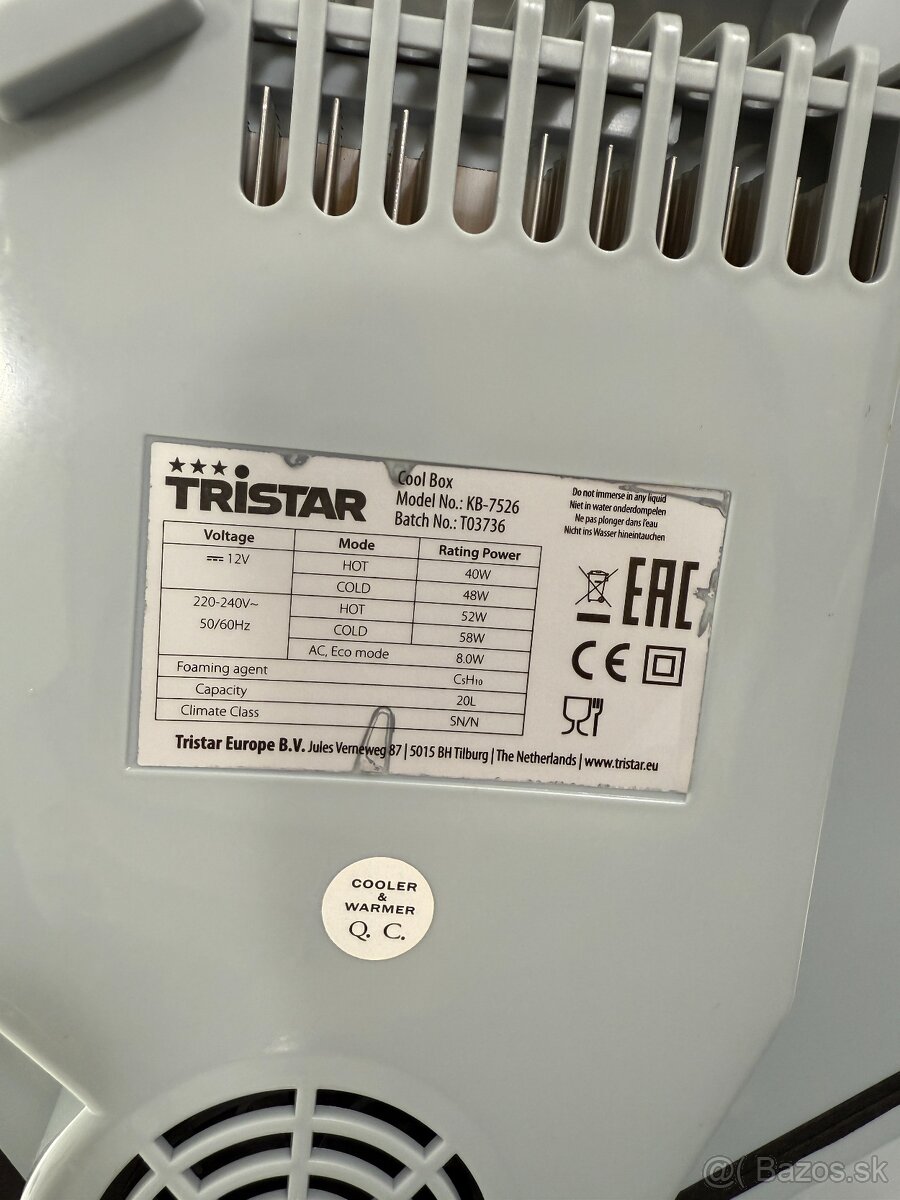 ★★★
TRISTAR
Cool Box
Model No.: KB-7526
Batch No.: T03736
Do not immerse in any liquid
Niet in water onderdompelen
Ne pas plonger dans l'eau
Nicht ins Wasser hineintauchen
Voltage Mode Rating Power
12V HOT 40W
COLD 48W
220-240V~ 50/60Hz HOT 52W
COLD 58W
AC, Eco mode 8.0W
Foaming agent C₅H₁₀
Capacity 20L
Climate Class SN/N
EAC
CE
Tristar Europe B.V. Jules Verneweg 87 | 5015 BH Tilburg | The Netherlands | www.tristar.eu
COOLER
&
WARMER
Q. C.
@( Bazos.sk